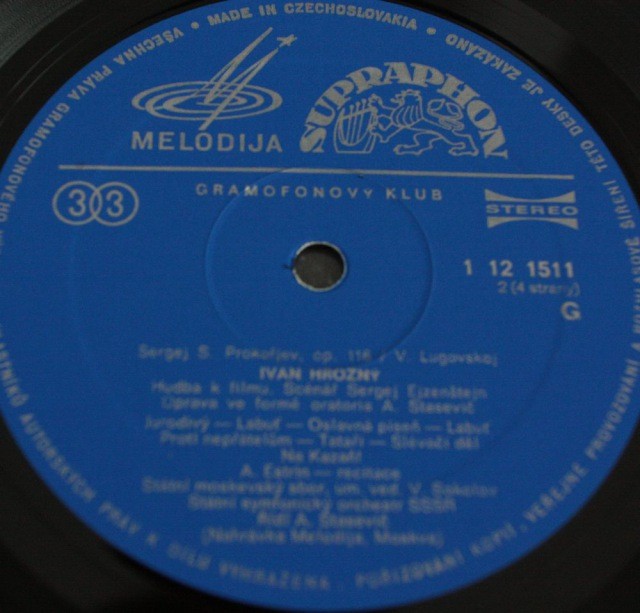 VŠECHNA PRÁVA GRAMOFONOVÉHO • MADE IN CZECHOSLOVAKIA • ŠÍŘENÍ TÉTO DESKY JE ZAKÁZÁNO
MELODIJA SUPRAPHON
GRAMOFONOVÝ KLUB
33
STEREO
1 12 1511
2 (4 strany)
G
Sergej S. Prokofjev, op. 116 / V. Lugovskoj
IVAN HROZNÝ
Hudba k filmu. Scénář Sergej Ejzenštejn
Úprava ve formě oratoria A. Stasevič
Jurodivý — Labuť — Oslavná píseň — Labuť
Proti nepřátelům — Tataři — Slévači děl
Na Kazaň!
A. Estrin — recitace
Státní moskevský sbor, um. ved. V. Sokolov
Státní symfonický orchestr SSSR
Řídí A. Stasevič
(Nahrávka Melodija, Moskva)
AUTORSKÝCH PRÁV K DÍLU VYHRAZENA. POŘIZOVÁNÍ KOPIÍ, VEŘEJNÉ PROVOZOVÁNÍ A